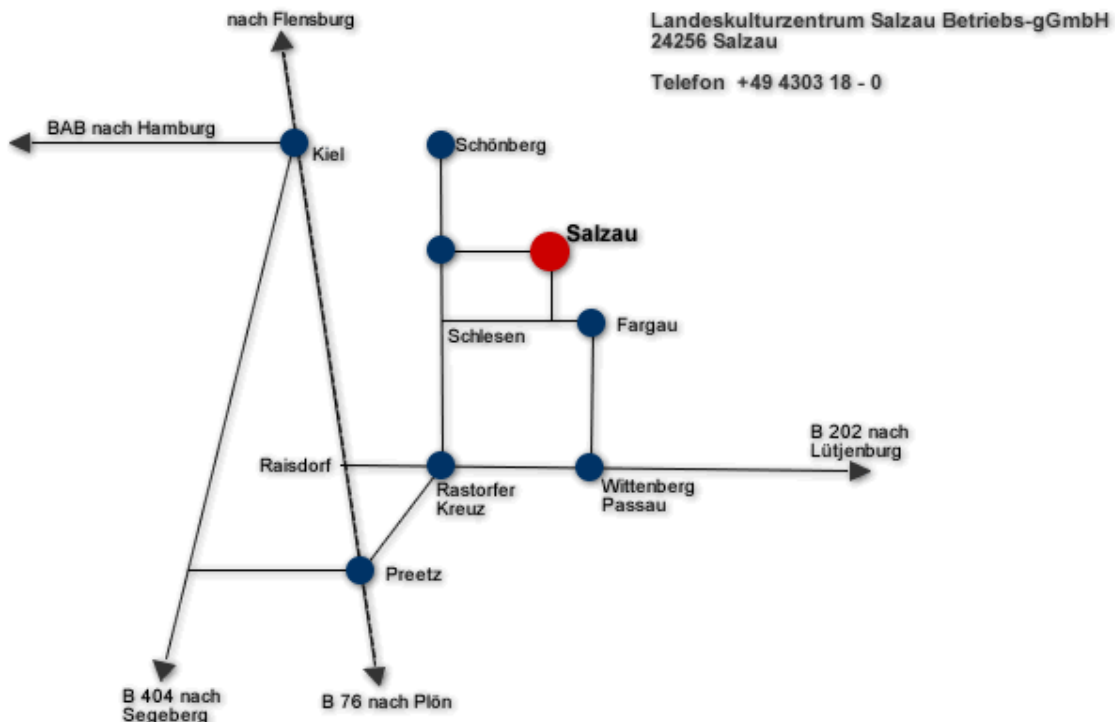 nach Flensburg
Landeskulturzentrum Salzau Betriebs-gGmbH
24256 Salzau
Telefon +49 4303 18 - 0
BAB nach Hamburg
Kiel
Schönberg
Salzau
Schlesen
Fargau
B 202 nach
Lütjenburg
Raisdorf
Rastorfer
Kreuz
Wittenberg
Passau
Preetz
B 404 nach
Segeberg
B 76 nach Plön